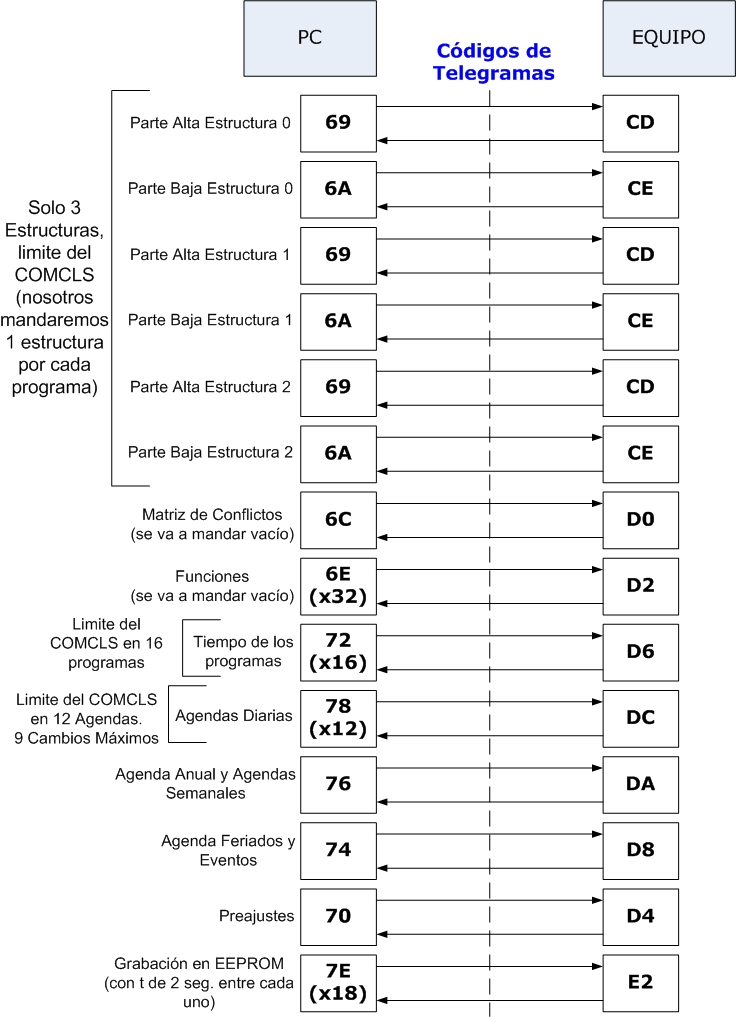 PC
Códigos de
Telegramas
EQUIPO
Solo 3
Estructuras,
limite del
COMCLS
(nosotros
mandaremos
1 estructura
por cada
programa)
Parte Alta Estructura 0
69
CD
Parte Baja Estructura 0
6A
CE
Parte Alta Estructura 1
69
CD
Parte Baja Estructura 1
6A
CE
Parte Alta Estructura 2
69
CD
Parte Baja Estructura 2
6A
CE
Matriz de Conflictos
(se va a mandar vacío)
6C
D0
Funciones
(se va a mandar vacío)
6E
(x32)
D2
Limite del
COMCLS en 16
programas
Tiempo de los
programas
72
(x16)
D6
Limite del COMCLS
en 12 Agendas.
9 Cambios Máximos
Agendas Diarias
78
(x12)
DC
Agenda Anual y Agendas
Semanales
76
DA
Agenda Feriados y
Eventos
74
D8
Preajustes
70
D4
Grabación en EEPROM
(con t de 2 seg. entre cada
uno)
7E
(x18)
E2